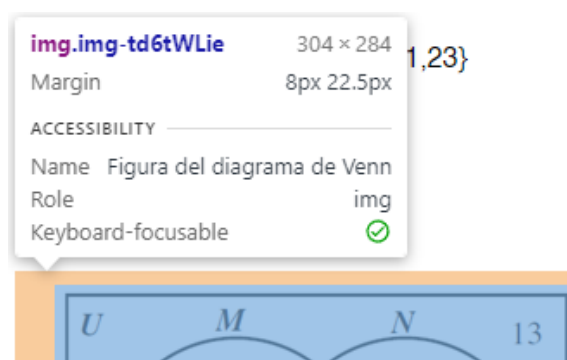 img.img-td6tWLie 304 × 284
1,23}
Margin 8px 22.5px
ACCESSIBILITY
Name Figura del diagrama de Venn
Role img
Keyboard-focusable
U M N 13